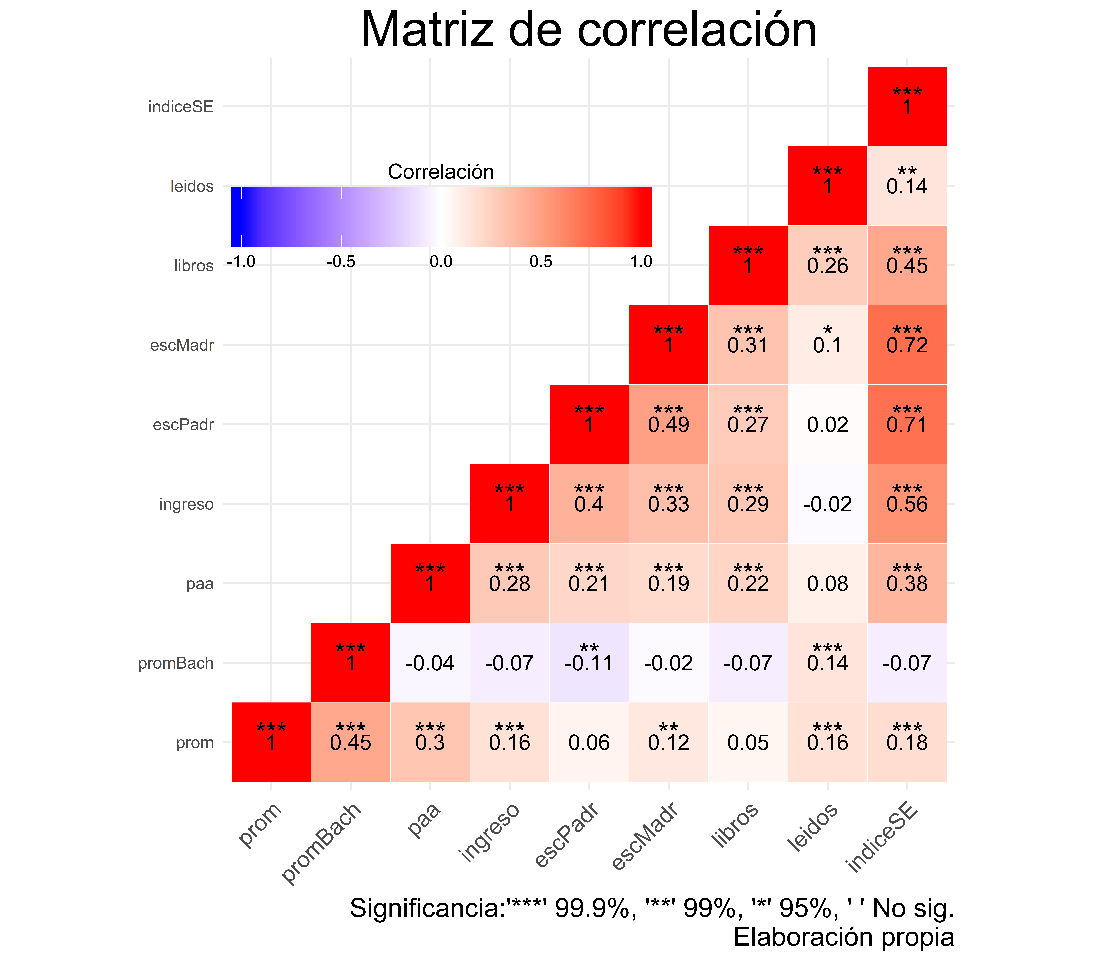 Matriz de correlación
indiceSE
***
1
leidos
Correlación
-1.0 -0.5 0.0 0.5 1.0
*** **
1 0.14
libros
*** *** ***
1 0.26 0.45
escMadr
*** *** * ***
1 0.31 0.1 0.72
escPadr
*** *** *** ***
1 0.49 0.27 0.02 0.71
ingreso
*** *** *** *** ***
1 0.4 0.33 0.29 -0.02 0.56
paa
*** *** *** *** *** ***
1 0.28 0.21 0.19 0.22 0.08 0.38
promBach
*** ** ***
1 -0.04 -0.07 -0.11 -0.02 -0.07 0.14 -0.07
prom
*** *** *** *** ** *** ***
1 0.45 0.3 0.16 0.06 0.12 0.05 0.16 0.18
prom promBach paa ingreso escPadr escMadr libros leidos indiceSE
Significancia:'***' 99.9%, '**' 99%, '*' 95%, ' ' No sig.
Elaboración propia